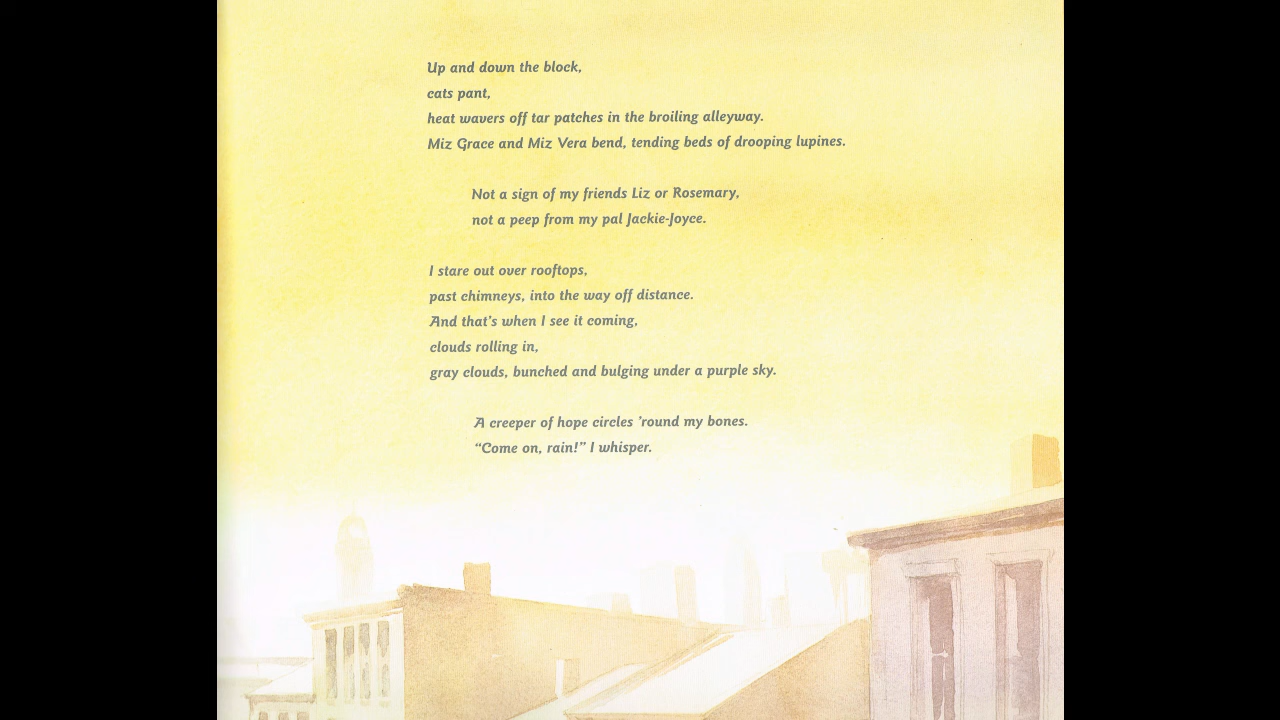 Up and down the block,
cats pant,
heat wavers off tar patches in the broiling alleyway.
Miz Grace and Miz Vera bend, tending beds of drooping lupines.
Not a sign of my friends Liz or Rosemary,
not a peep from my pal Jackie-Joyce.
I stare out over rooftops,
past chimneys, into the way off distance.
And that's when I see it coming,
clouds rolling in,
gray clouds, bunched and bulging under a purple sky.
A creeper of hope circles 'round my bones.
“Come on, rain!” I whisper.